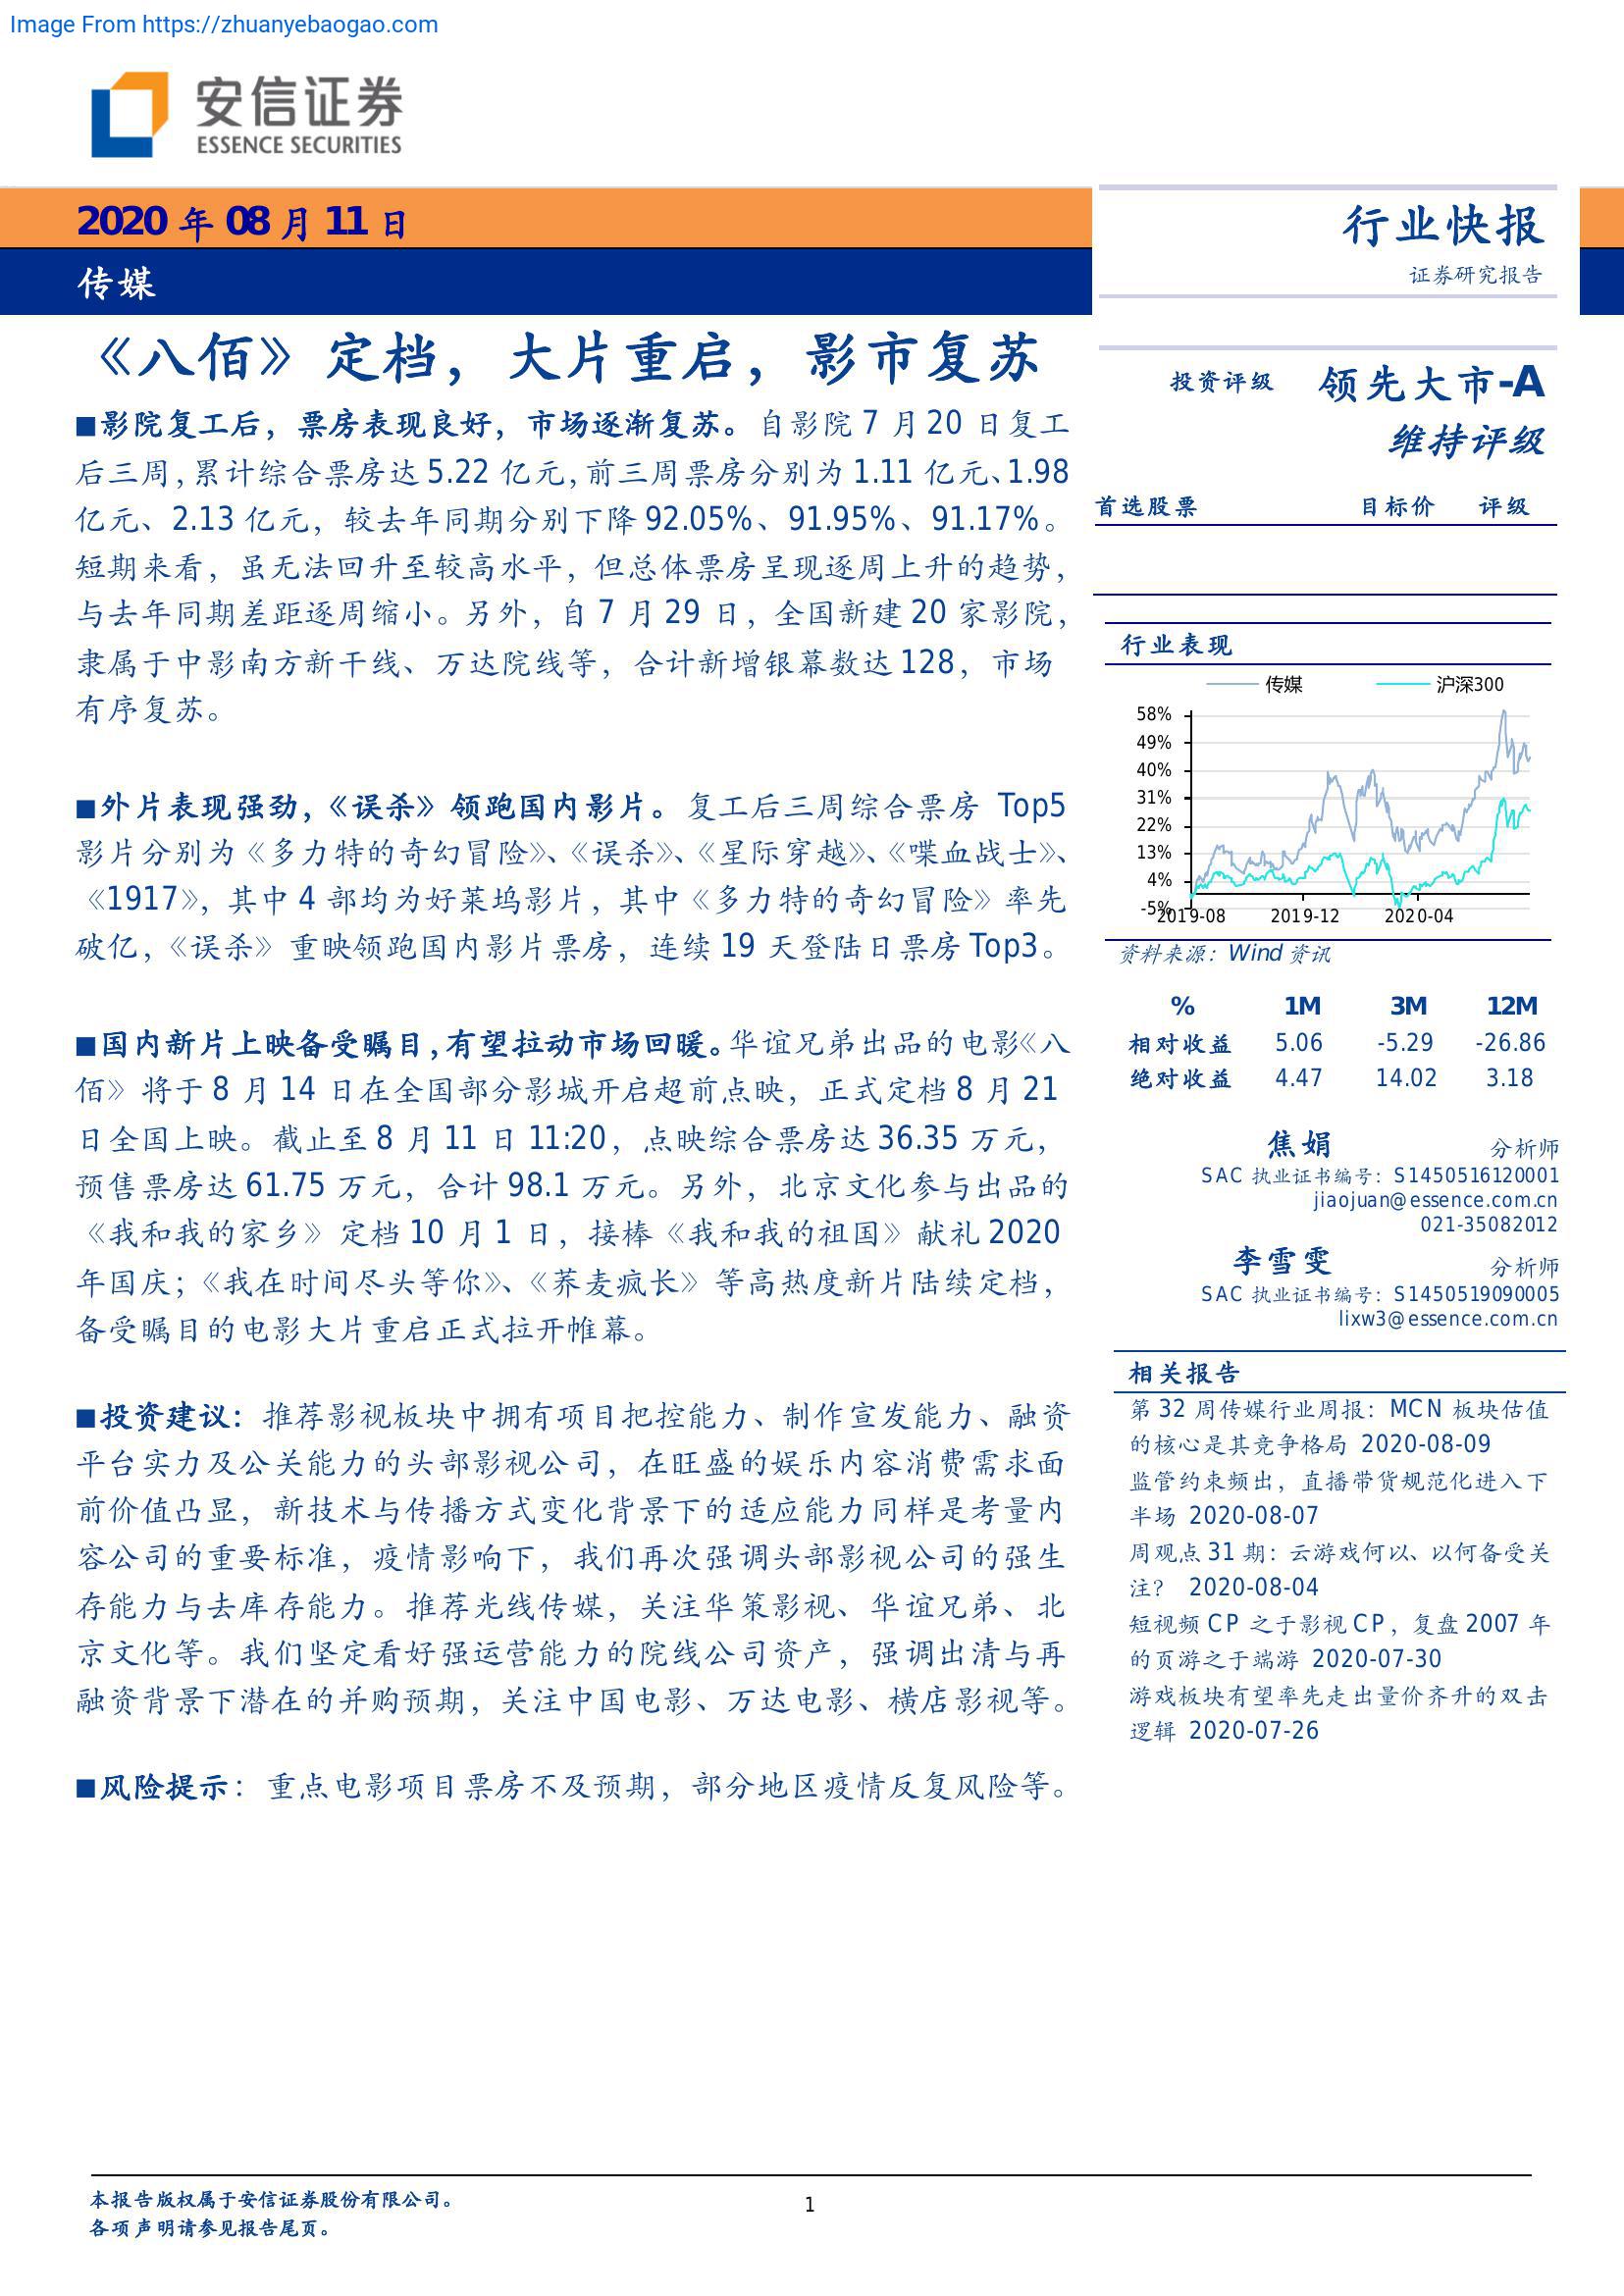 Image From https://zhuanyebaogao.com
安信证券
ESSENCE SECURITIES
2020 年 08 月 11 日
传媒
行业快报
证券研究报告
《八佰》定档，大片重启，影市复苏
■影院复工后，票房表现良好，市场逐渐复苏。自影院 7 月 20 日复工
后三周，累计综合票房达 5.22 亿元，前三周票房分别为 1.11 亿元、1.98
亿元、2.13 亿元，较去年同期分别下降 92.05%、91.95%、91.17%。
短期来看，虽无法回升至较高水平，但总体票房呈现逐周上升的趋势，
与去年同期差距逐周缩小。另外，自 7 月 29 日，全国新建 20 家影院，
隶属于中影南方新干线、万达院线等，合计新增银幕数达 128，市场
有序复苏。
■外片表现强劲，《误杀》领跑国内影片。复工后三周综合票房 Top5
影片分别为《多力特的奇幻冒险》、《误杀》、《星际穿越》、《喋血战士》、
《1917》，其中 4 部均为好莱坞影片，其中《多力特的奇幻冒险》率先
破亿，《误杀》重映领跑国内影片票房，连续 19 天登陆日票房 Top3。
■国内新片上映备受瞩目，有望拉动市场回暖。华谊兄弟出品的电影《八
佰》将于 8 月 14 日在全国部分影城开启超前点映，正式定档 8 月 21
日全国上映。截止至 8 月 11 日 11:20，点映综合票房达 36.35 万元，
预售票房达 61.75 万元，合计 98.1 万元。另外，北京文化参与出品的
《我和我的家乡》定档 10 月 1 日，接棒《我和我的祖国》献礼 2020
年国庆；《我在时间尽头等你》、《荞麦疯长》等高热度新片陆续定档，
备受瞩目的电影大片重启正式拉开帷幕。
■投资建议：推荐影视板块中拥有项目把控能力、制作宣发能力、融资
平台实力及公关能力的头部影视公司，在旺盛的娱乐内容消费需求面
前价值凸显，新技术与传播方式变化背景下的适应能力同样是考量内
容公司的重要标准，疫情影响下，我们再次强调头部影视公司的强生
存能力与去库存能力。推荐光线传媒，关注华策影视、华谊兄弟、北
京文化等。我们坚定看好强运营能力的院线公司资产，强调出清与再
融资背景下潜在的并购预期，关注中国电影、万达电影、横店影视等。
■风险提示：重点电影项目票房不及预期，部分地区疫情反复风险等。
投资评级 领先大市-A
维持评级
首选股票 目标价 评级
行业表现
传媒 沪深300
58%
49%
40%
31%
22%
13%
4%
-5%
2019-08 2019-12 2020-04
资料来源：Wind 资讯
% 1M 3M 12M
相对收益 5.06 -5.29 -26.86
绝对收益 4.47 14.02 3.18
焦娟 分析师
SAC 执业证书编号：S1450516120001
jiaojuan@essence.com.cn
021-35082012
李雪雯 分析师
SAC 执业证书编号：S1450519090005
lixw3@essence.com.cn
相关报告
第 32 周传媒行业周报：MCN 板块估值
的核心是其竞争格局 2020-08-09
监管约束频出，直播带货规范化进入下
半场 2020-08-07
周观点 31 期：云游戏何以、以何备受关
注？ 2020-08-04
短视频 CP 之于影视 CP，复盘 2007 年
的页游之于端游 2020-07-30
游戏板块有望率先走出量价齐升的双击
逻辑 2020-07-26
本报告版权属于安信证券股份有限公司。
各项声明请参见报告尾页。
1